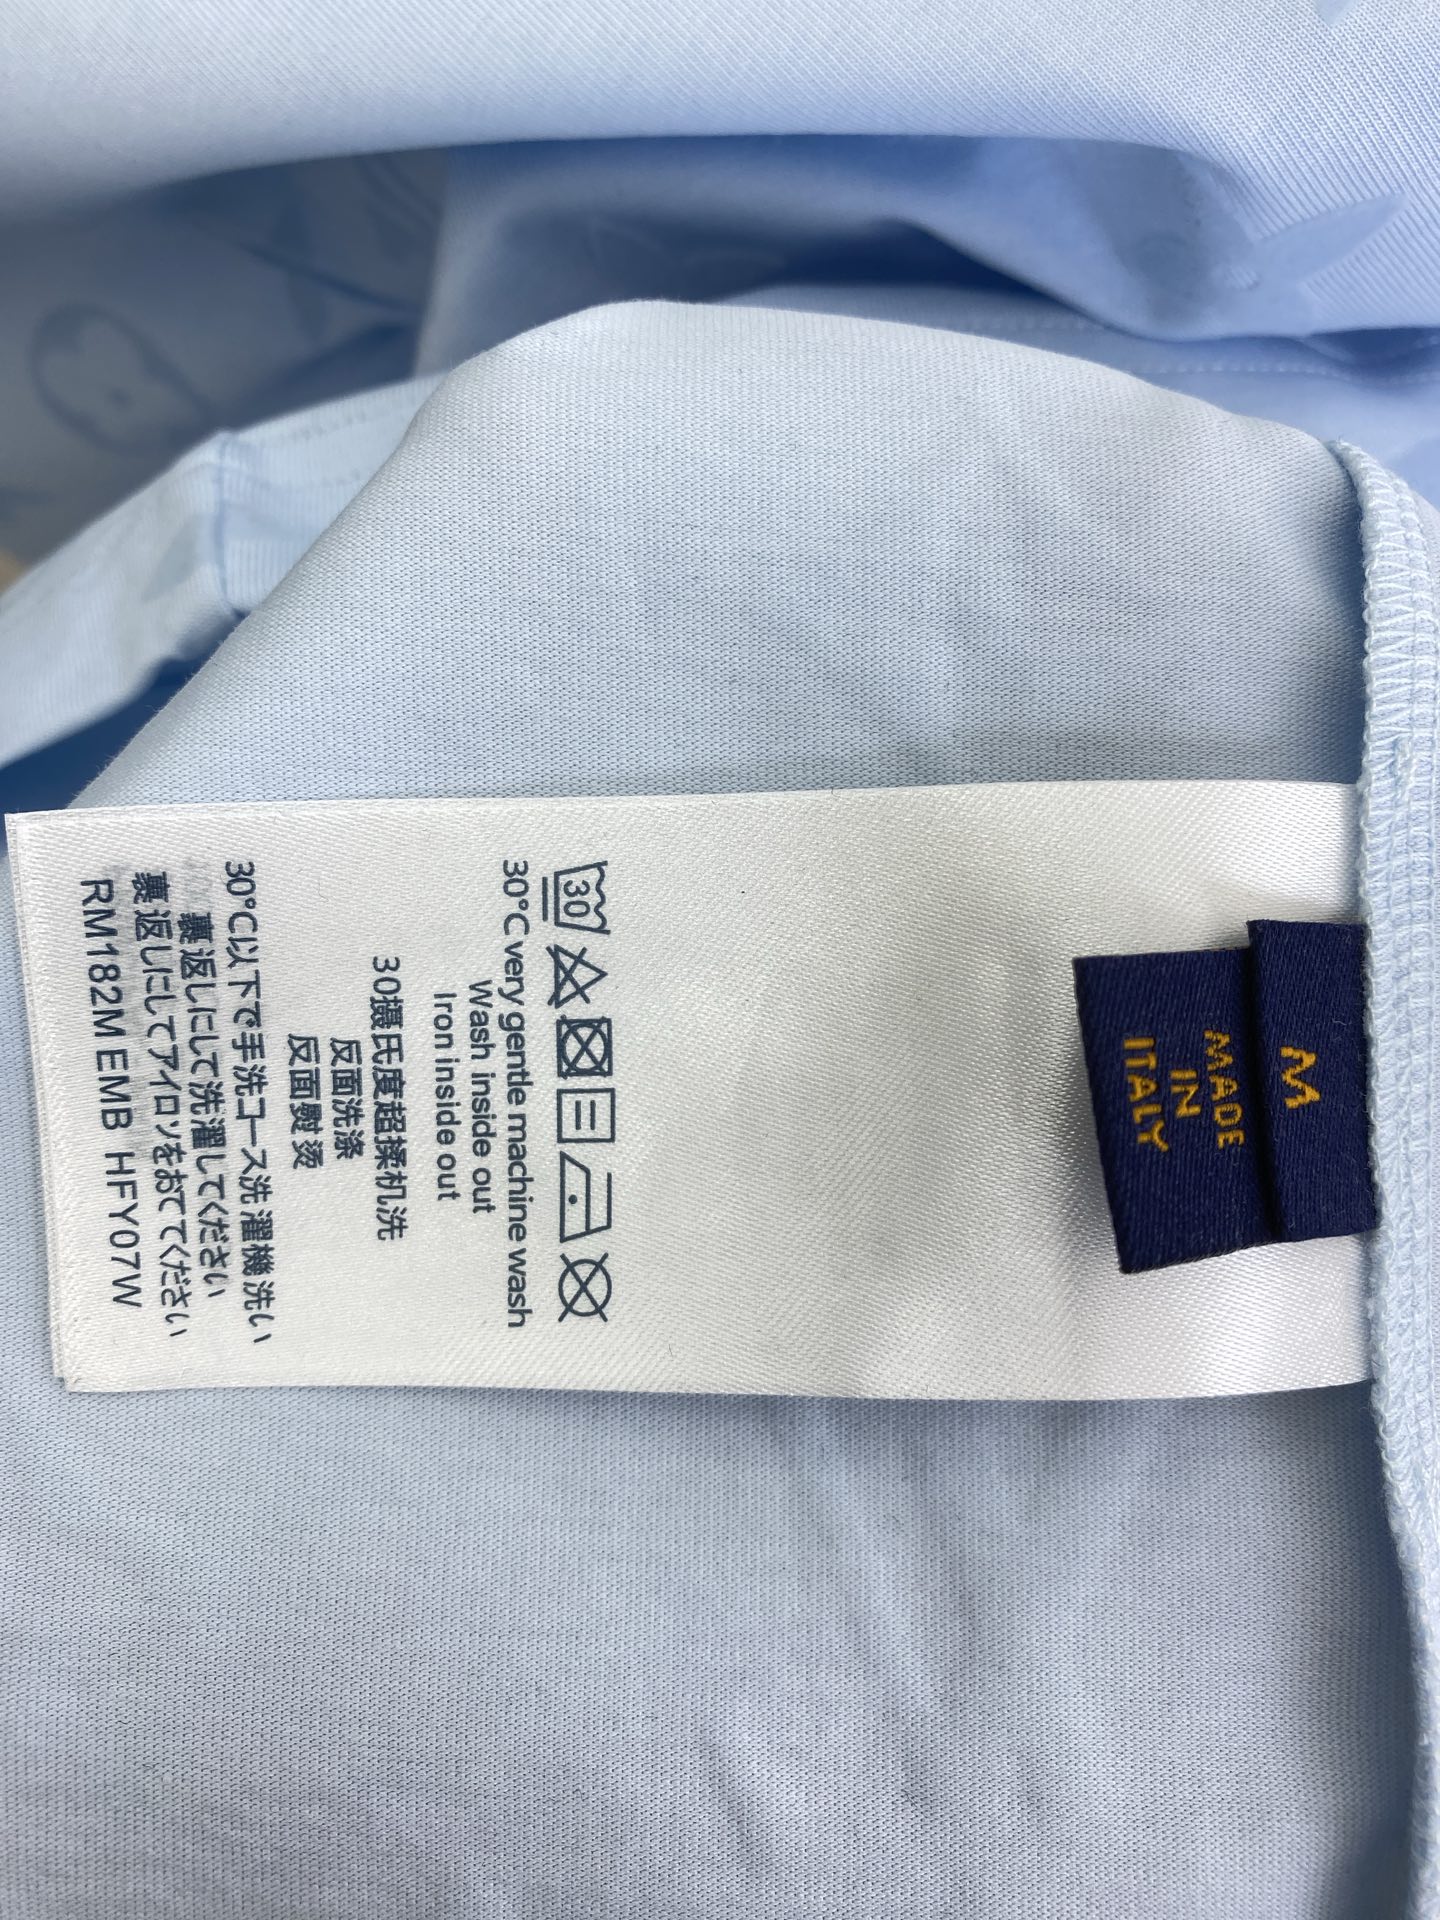 M
MADE
IN
ITALY
30
30°C very gentle machine wash
Wash inside out
Iron inside out
30摄氏度超揉机洗
反面洗涤
反面熨烫
30°C以下で手洗コース洗濯機洗い
裏返しにして洗濯してください
裏返しにしてアイロンをあててください
RM182M EMB HFY07W